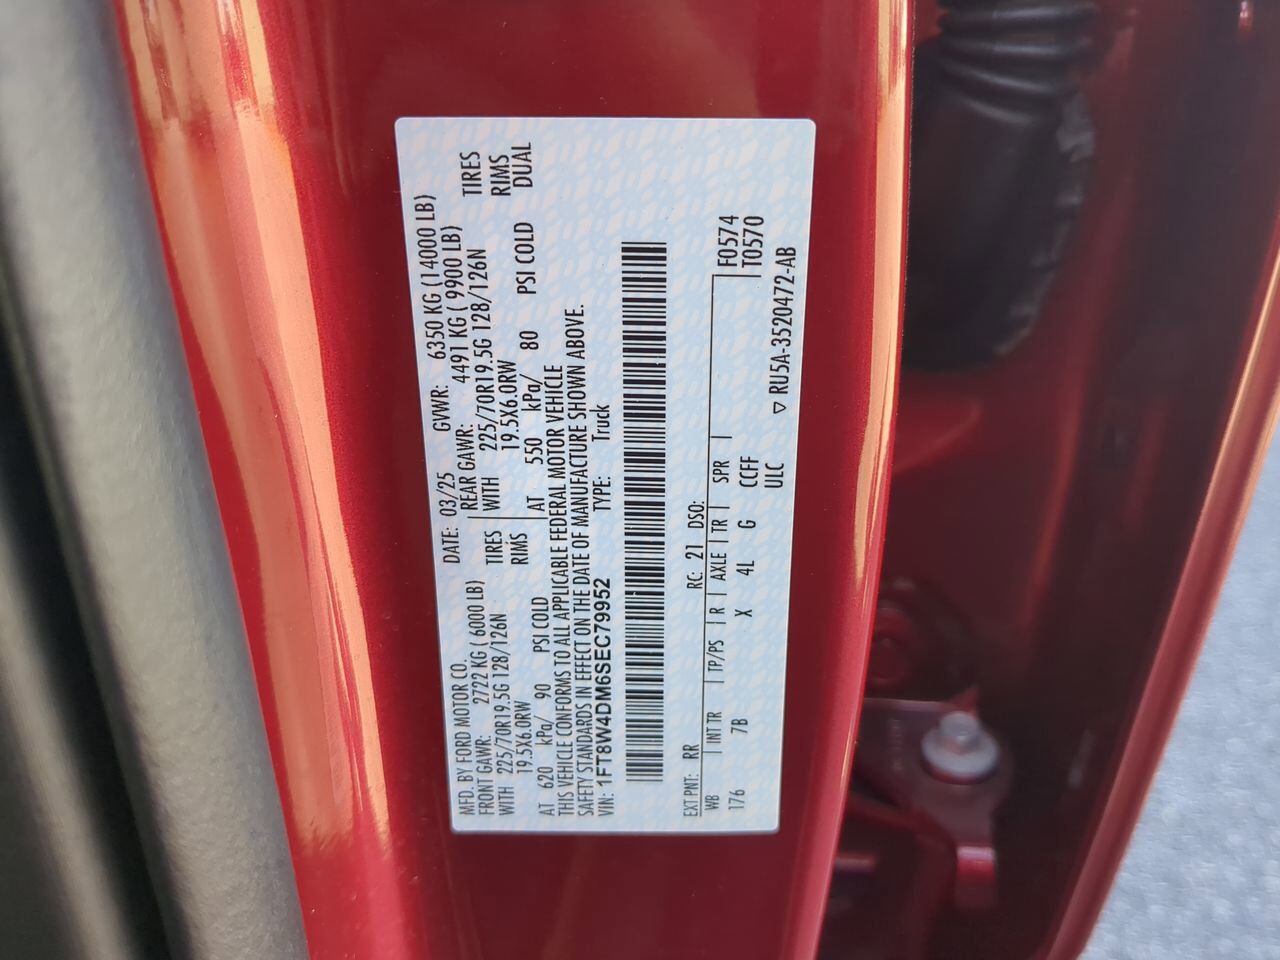 MFD. BY FORD MOTOR CO.
DATE: 03/25 GVWR: 6350 KG (14000 LB)
FRONT GAWR: 2722 KG ( 6000 LB)
REAR GAWR: 4491 KG ( 9900 LB)
WITH 225/70R19.5G 128/126N TIRES
WITH 225/70R19.5G 128/126N TIRES
19.5X6.0RW RIMS
19.5X6.0RW RIMS
AT 620 kPa/ 90 PSI COLD
AT 550 kPa/ 80 PSI COLD DUAL
THIS VEHICLE CONFORMS TO ALL APPLICABLE FEDERAL MOTOR VEHICLE
SAFETY STANDARDS IN EFFECT ON THE DATE OF MANUFACTURE SHOWN ABOVE.
VIN: 1FT8W4DM6SEC79952 TYPE: Truck
EXT PNT: RR RC: 21 DSO:
WB | INT TR | TP/PS | R | AXLE | TR | SPR | F0574
176 7B X 4L G CCFF T0570
ULC ▽ RU5A-3520472-AB